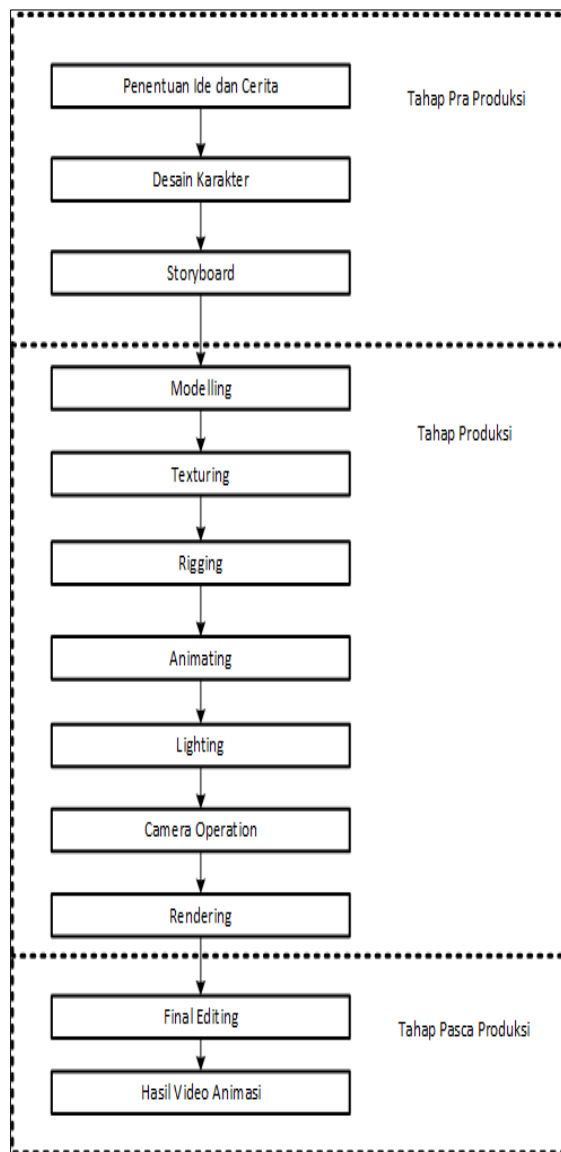 Penentuan Ide dan Cerita
Tahap Pra Produksi
Desain Karakter
Storyboard
Modelling
Tahap Produksi
Texturing
Rigging
Animating
Lighting
Camera Operation
Rendering
Final Editing
Tahap Pasca Produksi
Hasil Video Animasi